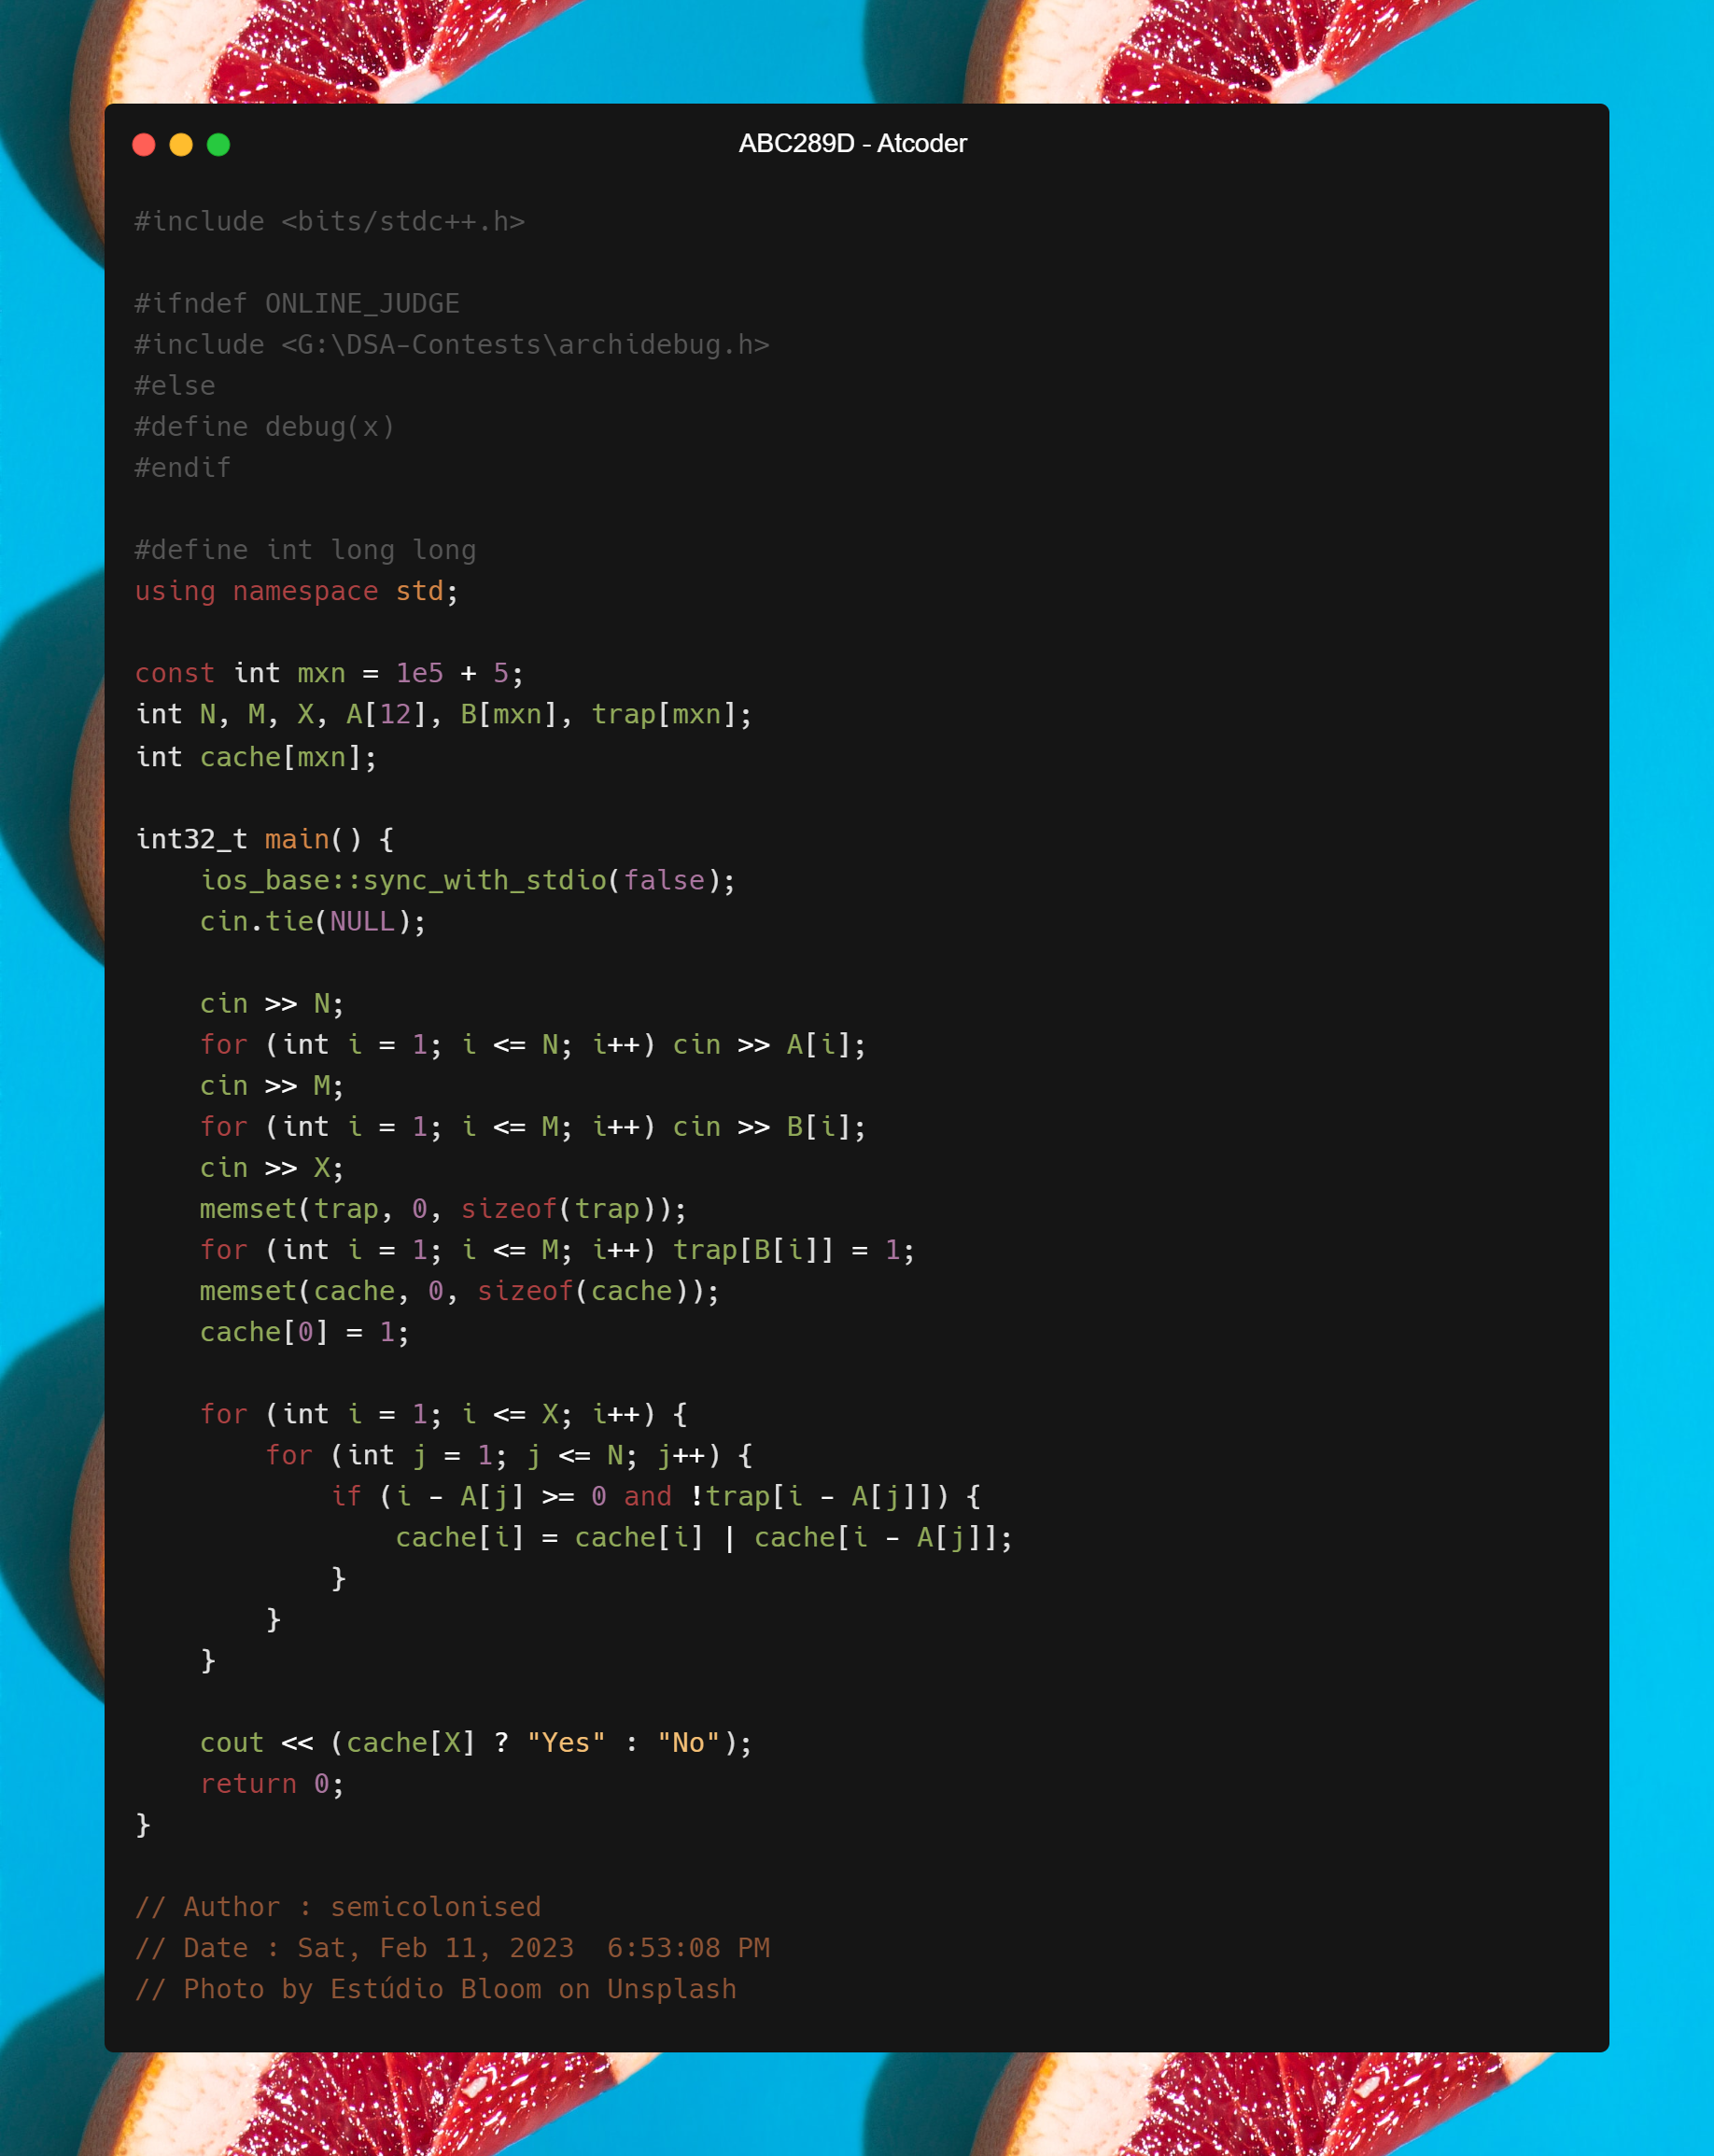 ABC289D - Atcoder
#include <bits/stdc++.h>
#ifndef ONLINE_JUDGE
#include <G:\DSA-Contests\archidebug.h>
#else
#define debug(x)
#endif
#define int long long
using namespace std;
const int mxn = 1e5 + 5;
int N, M, X, A[12], B[mxn], trap[mxn];
int cache[mxn];
int32_t main() {
    ios_base::sync_with_stdio(false);
    cin.tie(NULL);
    cin >> N;
    for (int i = 1; i <= N; i++) cin >> A[i];
    cin >> M;
    for (int i = 1; i <= M; i++) cin >> B[i];
    cin >> X;
    memset(trap, 0, sizeof(trap));
    for (int i = 1; i <= M; i++) trap[B[i]] = 1;
    memset(cache, 0, sizeof(cache));
    cache[0] = 1;
    for (int i = 1; i <= X; i++) {
        for (int j = 1; j <= N; j++) {
            if (i - A[j] >= 0 and !trap[i - A[j]]) {
                cache[i] = cache[i] | cache[i - A[j]];
            }
        }
    }
    cout << (cache[X] ? "Yes" : "No");
    return 0;
}
// Author : semicolonised
// Date : Sat, Feb 11, 2023  6:53:08 PM
// Photo by Estúdio Bloom on Unsplash